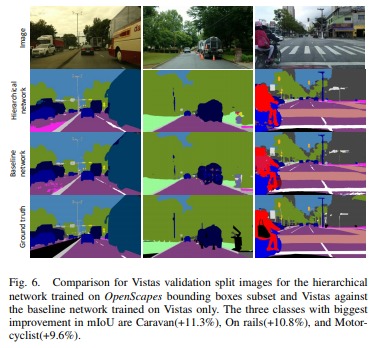 Image
Hierarchical
network
Baseline
network
Ground truth
Fig. 6. Comparison for Vistas validation split images for the hierarchical
network trained on OpenScapes bounding boxes subset and Vistas against
the baseline network trained on Vistas only. The three classes with biggest
improvement in mIoU are Caravan(+11.3%), On rails(+10.8%), and Motor-
cyclist(+9.6%).